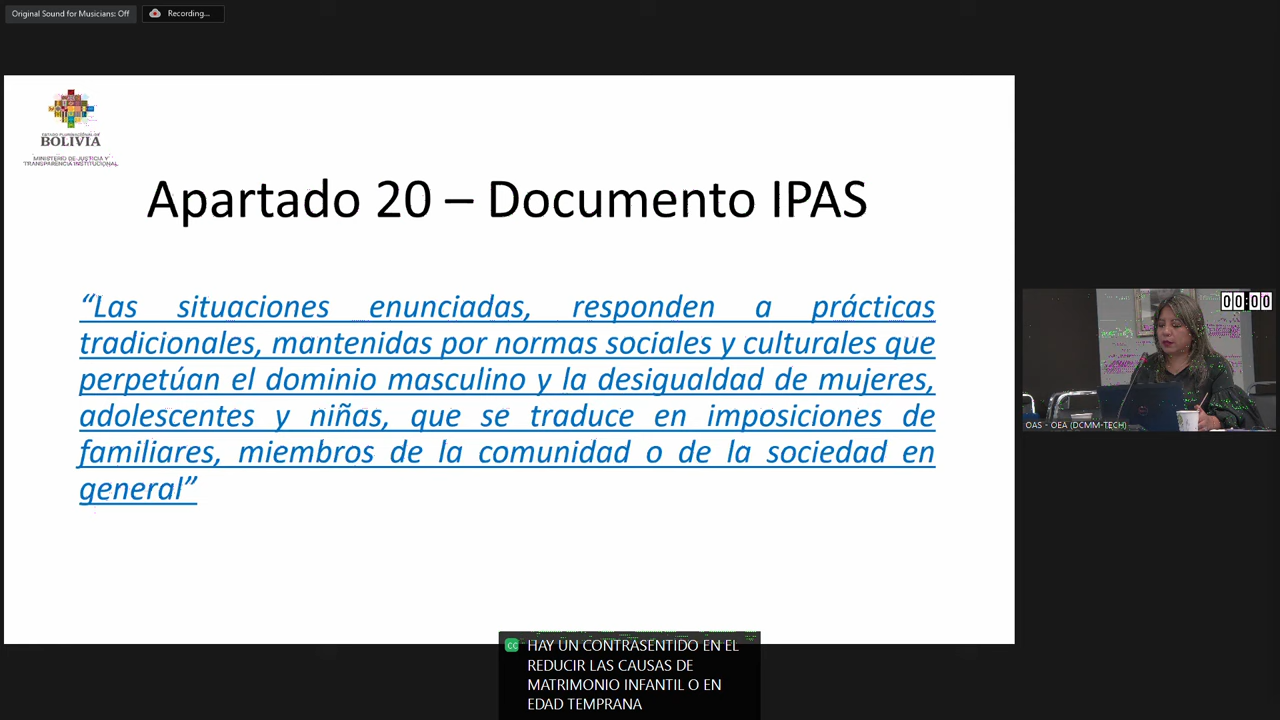 Original Sound for Musicians: Off
Recording...
ESTADO PLURINACIONAL DE
BOLIVIA
MINISTERIO DE JUSTICIA Y
TRANSPARENCIA INSTITUCIONAL
Apartado 20 – Documento IPAS
“Las situaciones enunciadas, responden a prácticas
tradicionales, mantenidas por normas sociales y culturales que
perpetúan el dominio masculino y la desigualdad de mujeres,
adolescentes y niñas, que se traduce en imposiciones de
familiares, miembros de la comunidad o de la sociedad en
general”
00:00
OAS - OEA (DCMM-TECH)
CC
HAY UN CONTRASENTIDO EN EL
REDUCIR LAS CAUSAS DE
MATRIMONIO INFANTIL O EN
EDAD TEMPRANA